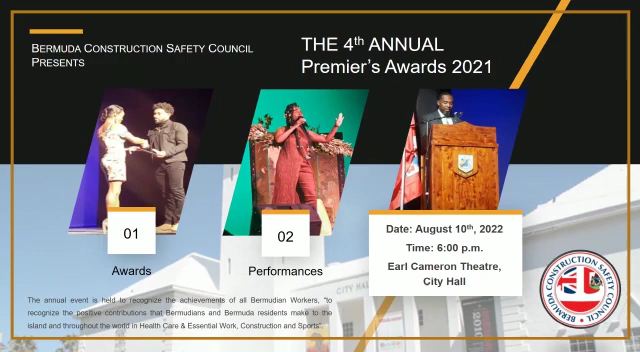 BERMUDA CONSTRUCTION SAFETY COUNCIL
PRESENTS
THE 4th ANNUAL
Premier's Awards 2021
01
Awards
02
Performances
Date: August 10th, 2022
Time: 6:00 p.m.
Earl Cameron Theatre,
City Hall
The annual event is held to recognize the achievements of all Bermudian Workers, "to
recognize the positive contributions that Bermudians and Bermuda residents make to the
island and throughout the world in Health Care & Essential Work, Construction and Sports".
CITY HALL
2010
BERMUDA CONSTRUCTION SAFETY COUNCIL